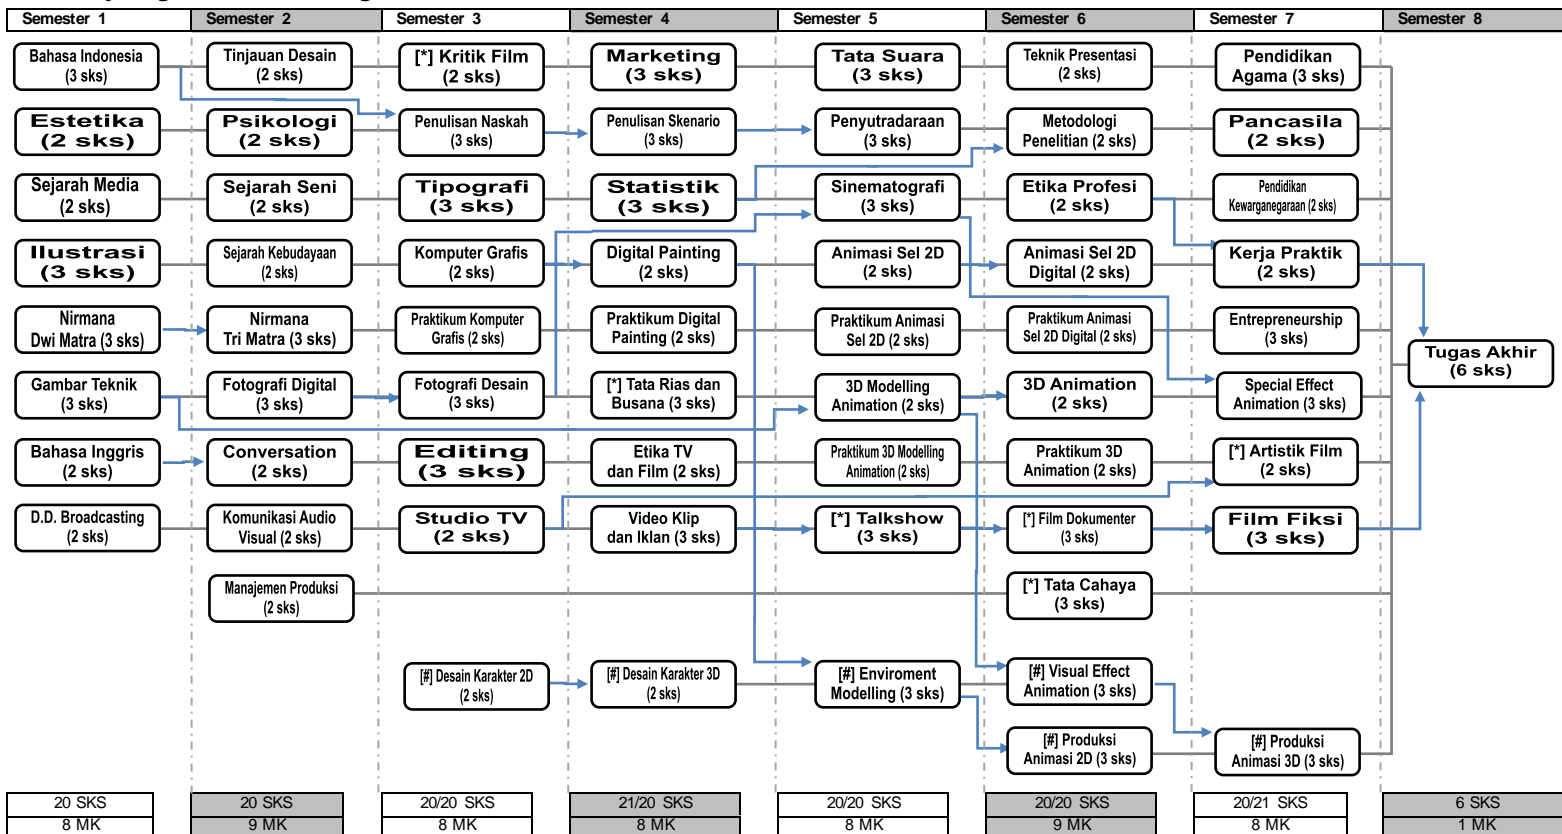 Semester 1
Semester 2
Semester 3
Semester 4
Semester 5
Semester 6
Semester 7
Semester 8
Bahasa Indonesia
(3 sks)
Tinjauan Desain
(2 sks)
[*] Kritik Film
(2 sks)
Marketing
(3 sks)
Tata Suara
(3 sks)
Teknik Presentasi
(2 sks)
Pendidikan
Agama (3 sks)
Estetika
(2 sks)
Psikologi
(2 sks)
Penulisan Naskah
(3 sks)
Penulisan Skenario
(3 sks)
Penyutradaraan
(3 sks)
Metodologi
Penelitian (2 sks)
Pancasila
(2 sks)
Sejarah Media
(2 sks)
Sejarah Seni
(2 sks)
Tipografi
(3 sks)
Statistik
(3 sks)
Sinematografi
(3 sks)
Etika Profesi
(2 sks)
Pendidikan
Kewarganegaraan (2 sks)
Ilustrasi
(3 sks)
Sejarah Kebudayaan
(2 sks)
Komputer Grafis
(2 sks)
Digital Painting
(2 sks)
Animasi Sel 2D
(2 sks)
Animasi Sel 2D
Digital (2 sks)
Kerja Praktik
(2 sks)
Nirmana
Dwi Matra (3 sks)
Nirmana
Tri Matra (3 sks)
Praktikum Komputer
Grafis (2 sks)
Praktikum Digital
Painting (2 sks)
Praktikum Animasi
Sel 2D (2 sks)
Praktikum Animasi
Sel 2D Digital (2 sks)
Entrepreneurship
(3 sks)
Tugas Akhir
(6 sks)
Gambar Teknik
(3 sks)
Fotografi Digital
(3 sks)
Fotografi Desain
(3 sks)
[*] Tata Rias dan
Busana (3 sks)
3D Modelling
Animation (2 sks)
3D Animation
(2 sks)
Special Effect
Animation (3 sks)
Bahasa Inggris
(2 sks)
Conversation
(2 sks)
Editing
(3 sks)
Etika TV
dan Film (2 sks)
Praktikum 3D Modelling
Animation (2 sks)
Praktikum 3D
Animation (2 sks)
[*] Artistik Film
(2 sks)
D.D. Broadcasting
(2 sks)
Komunikasi Audio
Visual (2 sks)
Studio TV
(2 sks)
Video Klip
dan Iklan (3 sks)
[*] Talkshow
(3 sks)
[*] Film Dokumenter
(3 sks)
Film Fiksi
(3 sks)
Manajemen Produksi
(2 sks)
[*] Tata Cahaya
(3 sks)
[#] Desain Karakter 2D
(2 sks)
[#] Desain Karakter 3D
(2 sks)
[#] Enviroment
Modelling (3 sks)
[#] Visual Effect
Animation (3 sks)
[#] Produksi
Animasi 2D (3 sks)
[#] Produksi
Animasi 3D (3 sks)
20 SKS
20 SKS
20/20 SKS
21/20 SKS
20/20 SKS
20/20 SKS
20/21 SKS
6 SKS
8 MK
9 MK
8 MK
8 MK
8 MK
9 MK
8 MK
1 MK